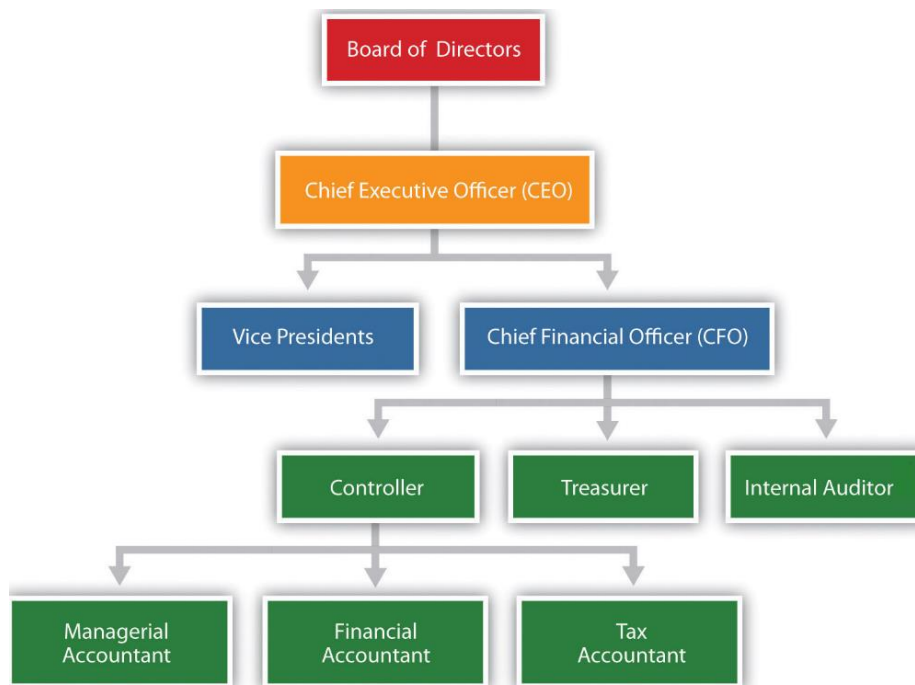 Board of Directors
Chief Executive Officer (CEO)
Vice Presidents
Chief Financial Officer (CFO)
Controller
Treasurer
Internal Auditor
Managerial
Accountant
Financial
Accountant
Tax
Accountant